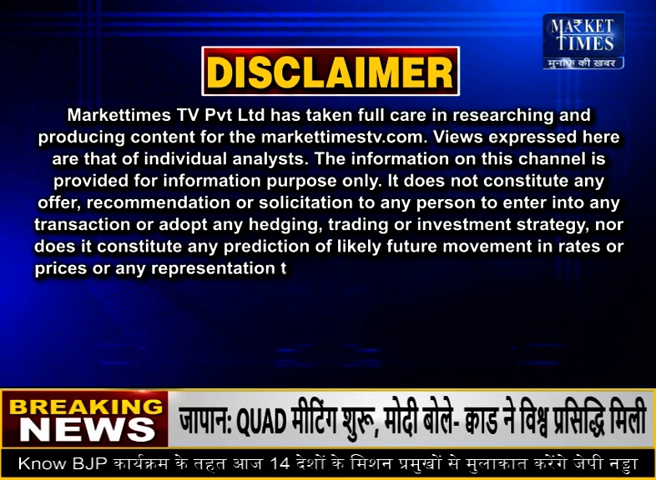 MARKET
TIMES
मुनाफे की ख़बर
DISCLAIMER
Markettimes TV Pvt Ltd has taken full care in researching and
producing content for the markettimestv.com. Views expressed here
are that of individual analysts. The information on this channel is
provided for information purpose only. It does not constitute any
offer, recommendation or solicitation to any person to enter into any
transaction or adopt any hedging, trading or investment strategy, nor
does it constitute any prediction of likely future movement in rates or
prices or any representation t
BREAKING
NEWS
जापान: QUAD मीटिंग शुरू, मोदी बोले- क्वाड ने विश्व प्रसिद्धि मिली
Know BJP कार्यक्रम के तहत आज 14 देशों के मिशन प्रमुखों से मुलाकात करेंगे जेपी नड्डा